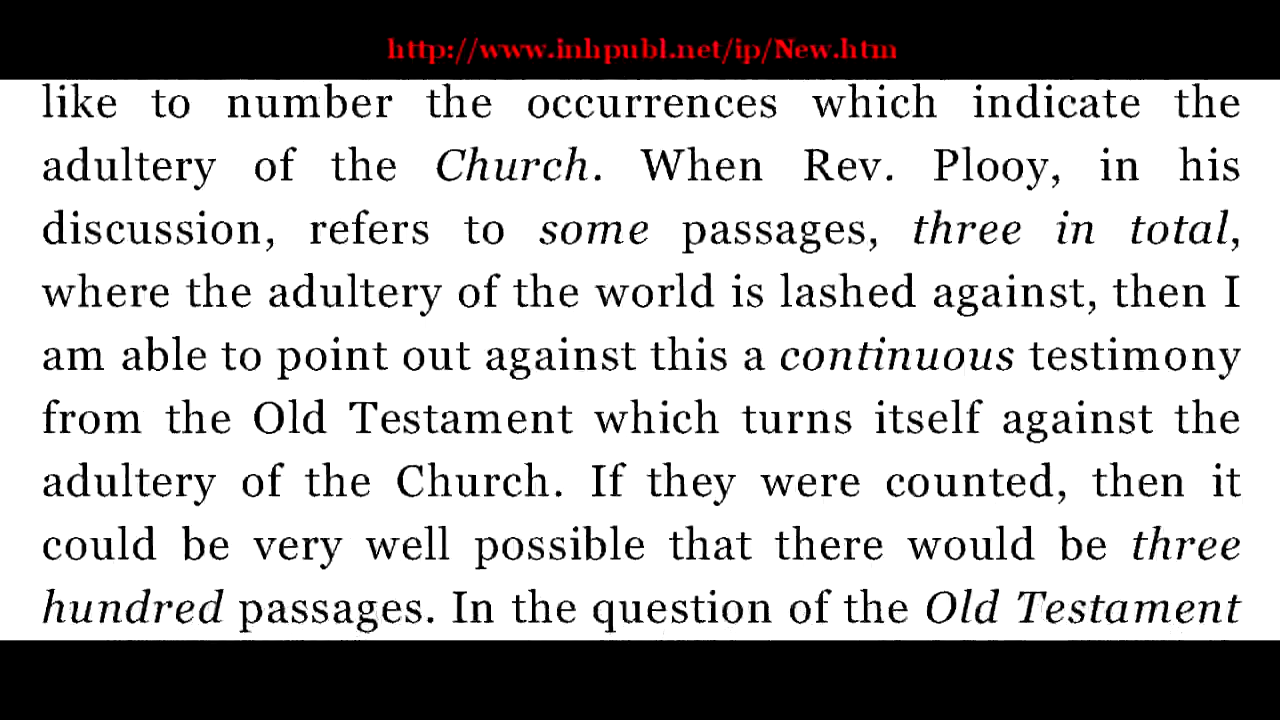 http://www.inhpubl.net/ip/New.htm
like to number the occurrences which indicate the
adultery of the Church. When Rev. Plooy, in his
discussion, refers to some passages, three in total,
where the adultery of the world is lashed against, then I
am able to point out against this a continuous testimony
from the Old Testament which turns itself against the
adultery of the Church. If they were counted, then it
could be very well possible that there would be three
hundred passages. In the question of the Old Testament